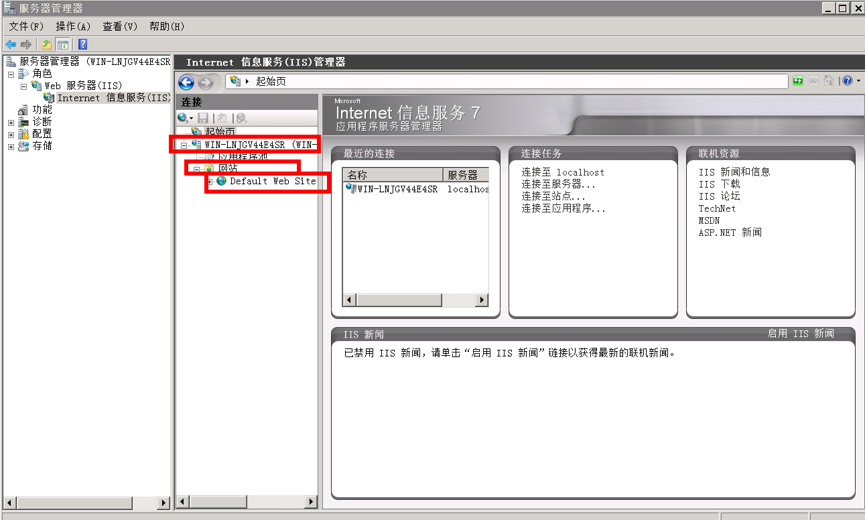 服务器管理器
文件(F) 操作(A) 查看(V) 帮助(H)
服务器管理器 (WIN-LNJGV44E4SR
角色
Web 服务器(IIS)
Internet 信息服务(IIS)
功能
诊断
配置
存储
Internet 信息服务(IIS)管理器
起始页
连接
起始页
WIN-LNJGV44E4SR (WIN-
应用程序池
网站
Default Web Site
Microsoft
Internet 信息服务 7
应用程序服务器管理器
最近的连接
名称 服务器
WIN-LNJGV44E4SR localhos
连接任务
连接至 localhost
连接至服务器...
连接至站点...
连接至应用程序...
联机资源
IIS 新闻和信息
IIS 下载
IIS 论坛
TechNet
MSDN
ASP.NET 新闻
IIS 新闻 启用 IIS 新闻
已禁用 IIS 新闻，请单击“启用 IIS 新闻”链接以获得最新的联机新闻。